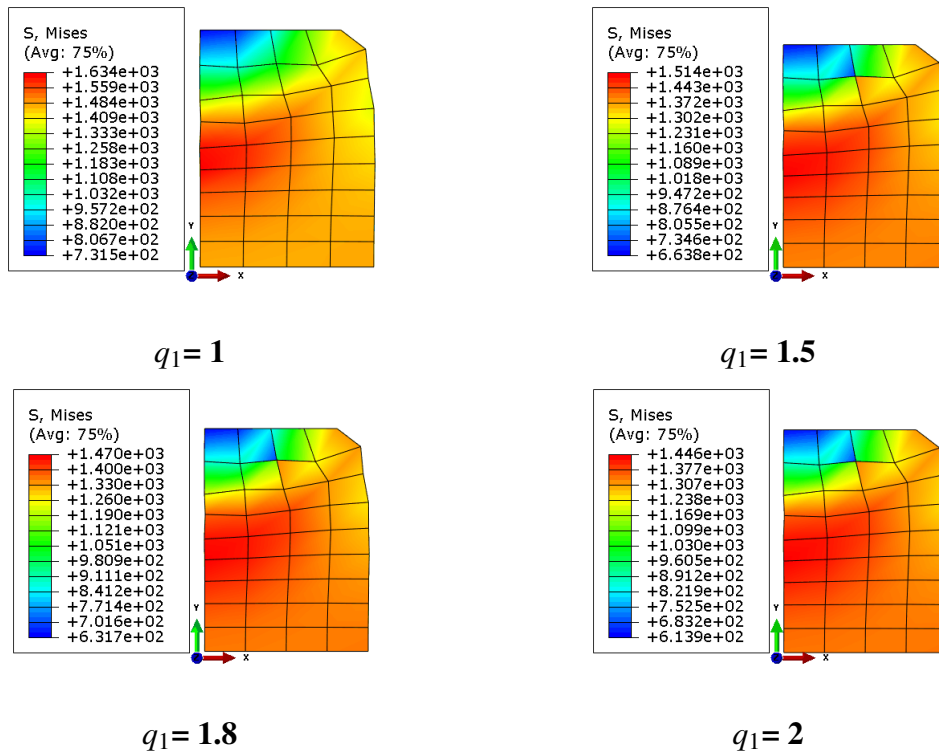 S, Mises
(Avg: 75%)
+1.634e+03
+1.559e+03
+1.484e+03
+1.409e+03
+1.333e+03
+1.258e+03
+1.183e+03
+1.108e+03
+1.032e+03
+9.572e+02
+8.820e+02
+8.067e+02
+7.315e+02
Y
Z
X
q1= 1
S, Mises
(Avg: 75%)
+1.514e+03
+1.443e+03
+1.372e+03
+1.302e+03
+1.231e+03
+1.160e+03
+1.089e+03
+1.018e+03
+9.472e+02
+8.764e+02
+8.055e+02
+7.346e+02
+6.638e+02
Y
Z
X
q1= 1.5
S, Mises
(Avg: 75%)
+1.470e+03
+1.400e+03
+1.330e+03
+1.260e+03
+1.190e+03
+1.121e+03
+1.051e+03
+9.809e+02
+9.111e+02
+8.412e+02
+7.714e+02
+7.016e+02
+6.317e+02
Y
Z
X
q1= 1.8
S, Mises
(Avg: 75%)
+1.446e+03
+1.377e+03
+1.307e+03
+1.238e+03
+1.169e+03
+1.099e+03
+1.030e+03
+9.605e+02
+8.912e+02
+8.219e+02
+7.525e+02
+6.832e+02
+6.139e+02
Y
Z
X
q1= 2